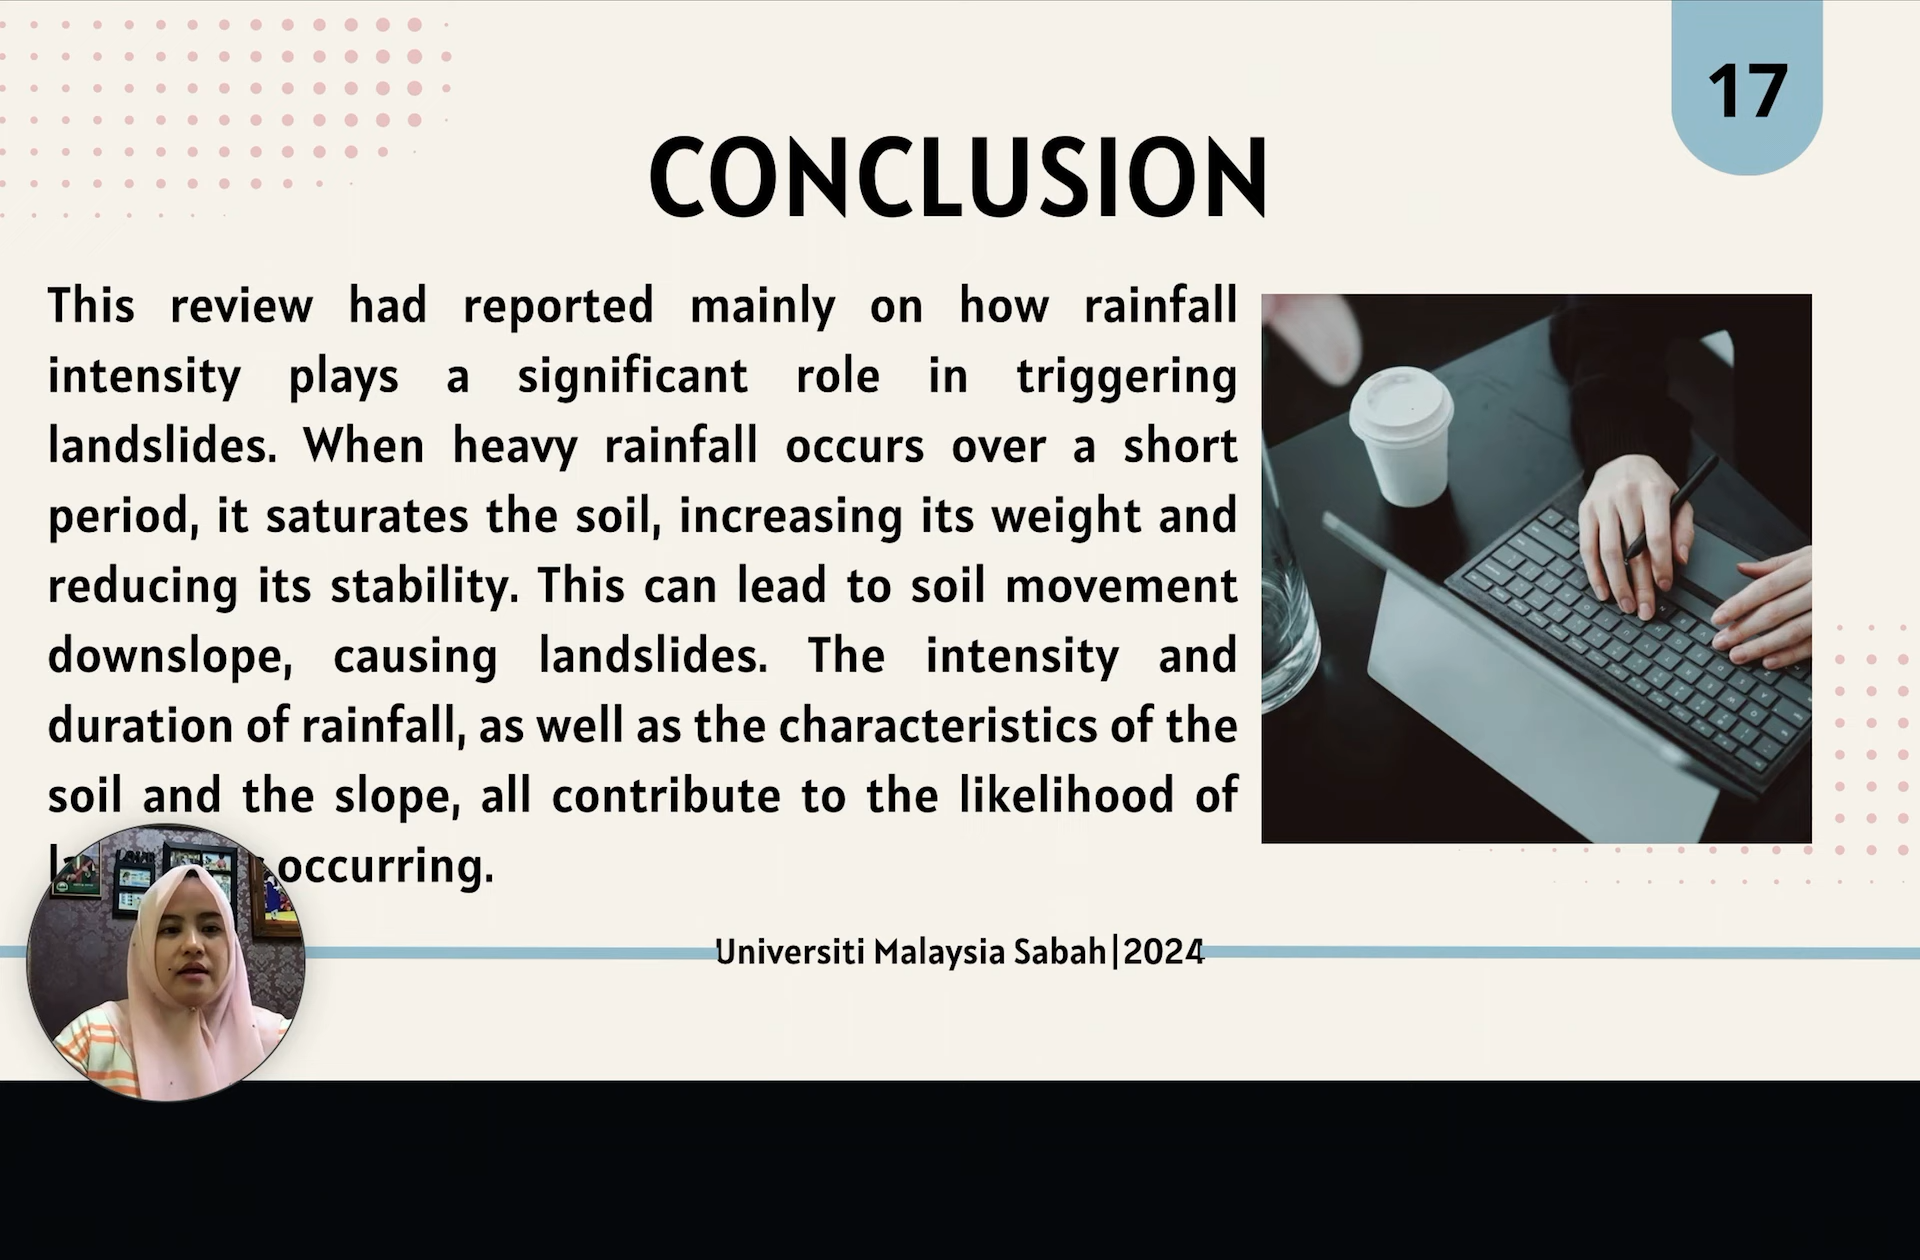 17
CONCLUSION
This review had reported mainly on how rainfall
intensity plays a significant role in triggering
landslides. When heavy rainfall occurs over a short
period, it saturates the soil, increasing its weight and
reducing its stability. This can lead to soil movement
downslope, causing landslides. The intensity and
duration of rainfall, as well as the characteristics of the
soil and the slope, all contribute to the likelihood of
occurring.
Universiti Malaysia Sabah|2024